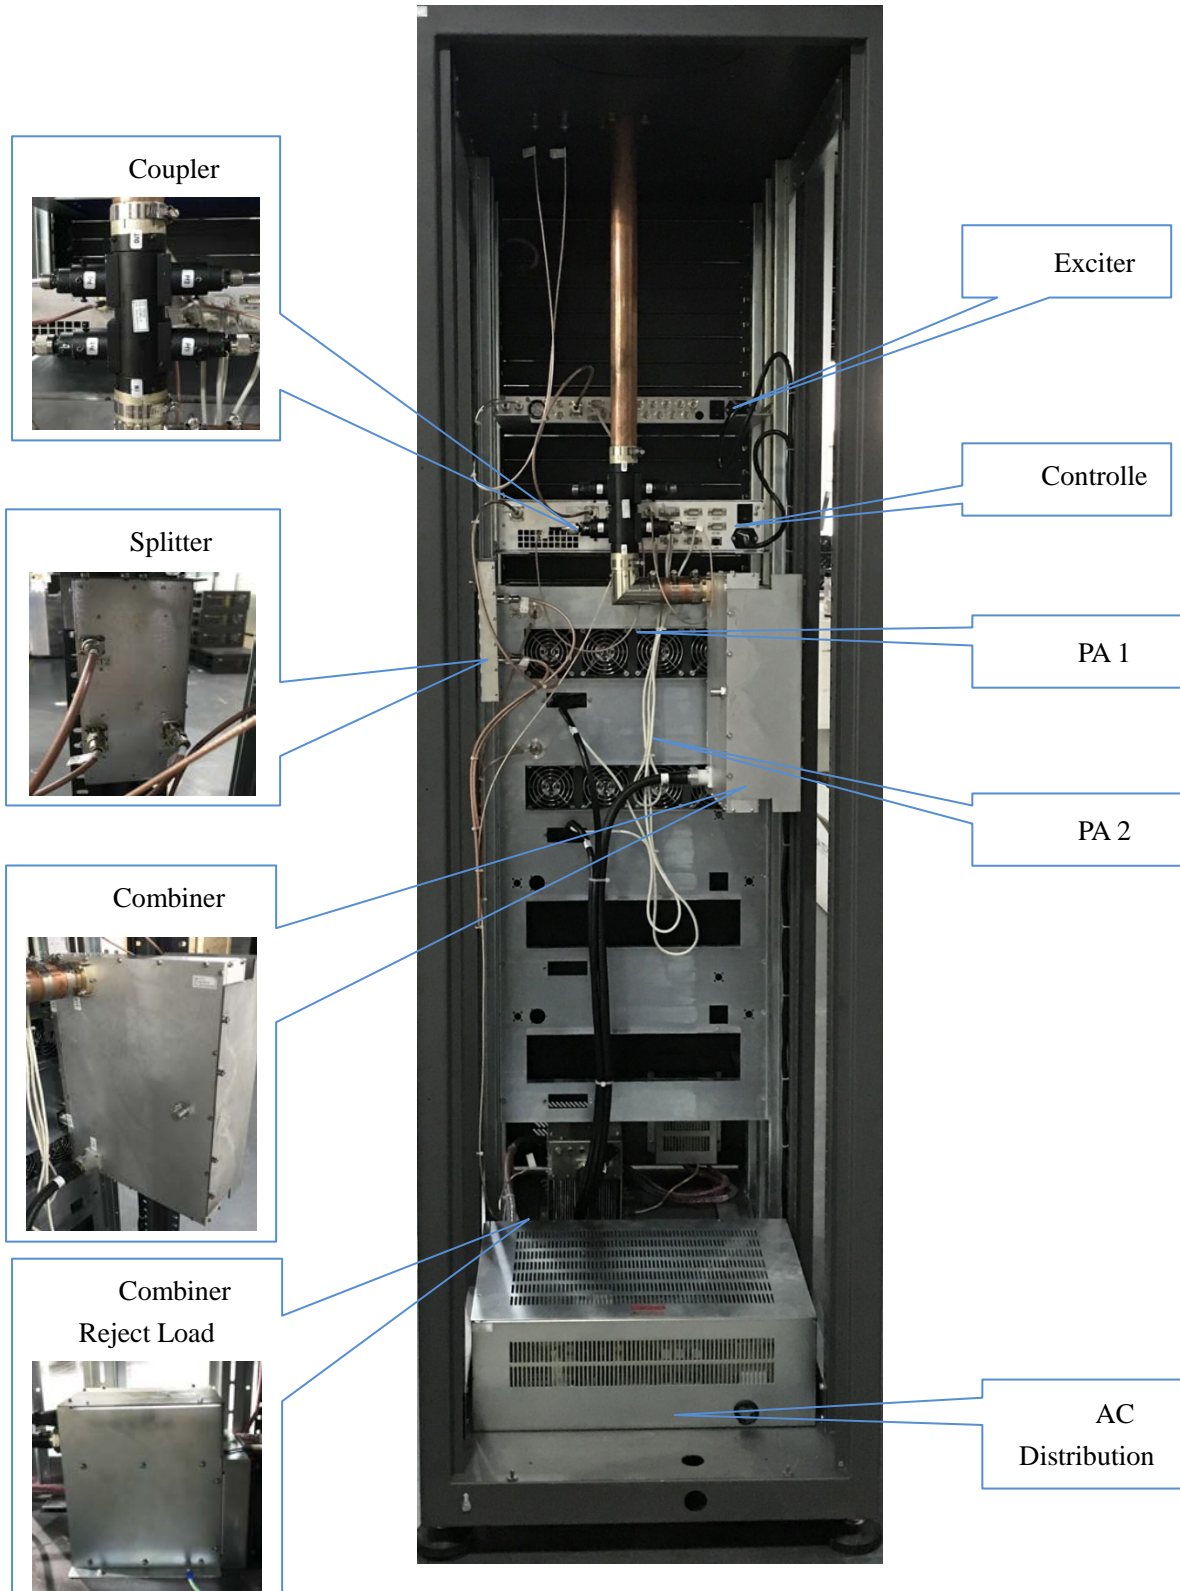 Coupler
Exciter
Controlle
Splitter
PA 1
PA 2
Combiner
Combiner
Reject Load
AC
Distribution